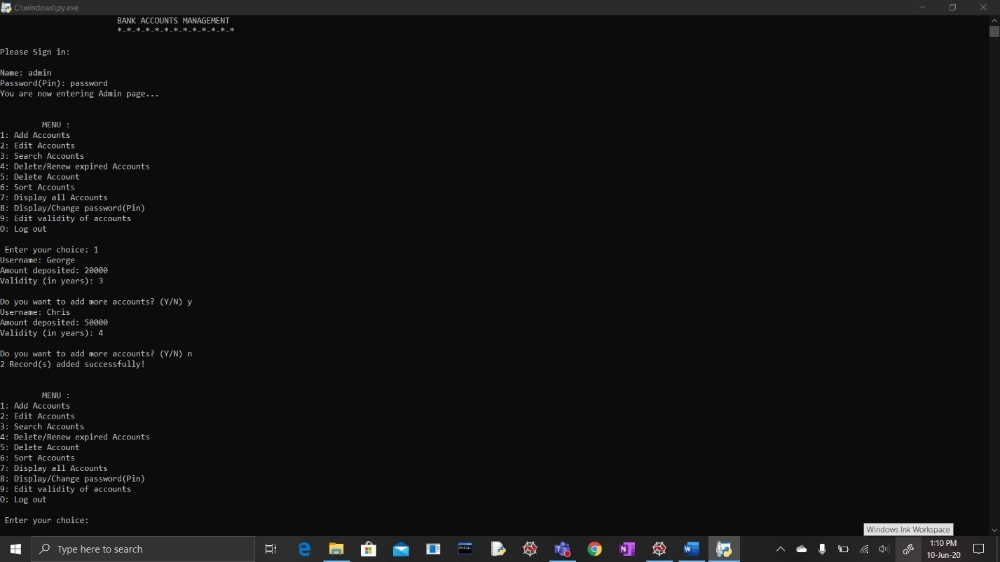 C:\windows\py.exe
BANK ACCOUNTS MANAGEMENT
*-*-*-*-*-*-*-*-*-*-*-*-*
Please Sign in:
Name: admin
Password(Pin): password
You are now entering Admin page...
MENU :
1: Add Accounts
2: Edit Accounts
3: Search Accounts
4: Delete/Renew expired Accounts
5: Delete Account
6: Sort Accounts
7: Display all Accounts
8: Display/Change password(Pin)
9: Edit validity of accounts
O: Log out
Enter your choice: 1
Username: George
Amount deposited: 20000
Validity (in years): 3
Do you want to add more accounts? (Y/N) y
Username: Chris
Amount deposited: 50000
Validity (in years): 4
Do you want to add more accounts? (Y/N) n
2 Record(s) added successfully!
MENU :
1: Add Accounts
2: Edit Accounts
3: Search Accounts
4: Delete/Renew expired Accounts
5: Delete Account
6: Sort Accounts
7: Display all Accounts
8: Display/Change password(Pin)
9: Edit validity of accounts
O: Log out
Enter your choice:
Windows Ink Workspace
Type here to search
1:10 PM
10-Jun-20